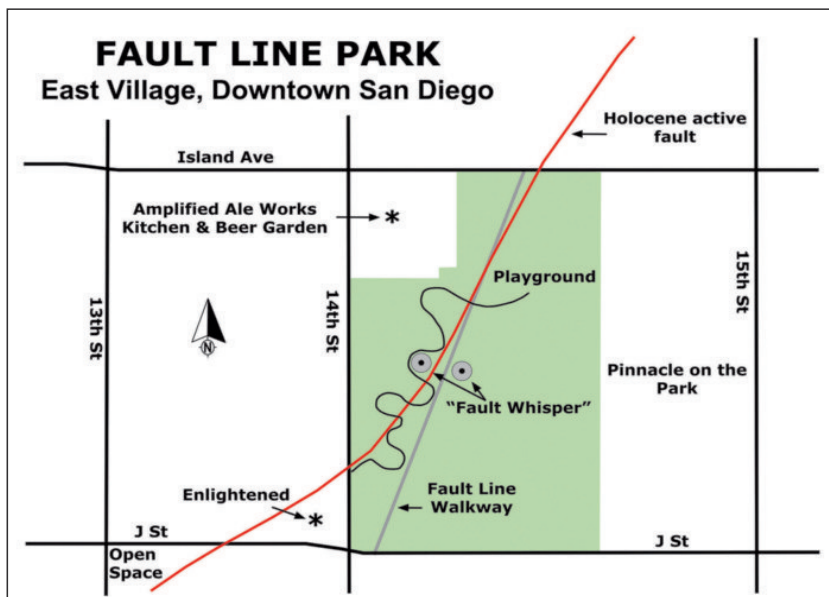 FAULT LINE PARK
East Village, Downtown San Diego
Holocene active
fault
Island Ave
Amplified Ale Works
Kitchen & Beer Garden
Playground
13th St
14th St
15th St
N
Pinnacle on the
Park
"Fault Whisper"
Enlightened
Fault Line
Walkway
J St
J St
Open
Space